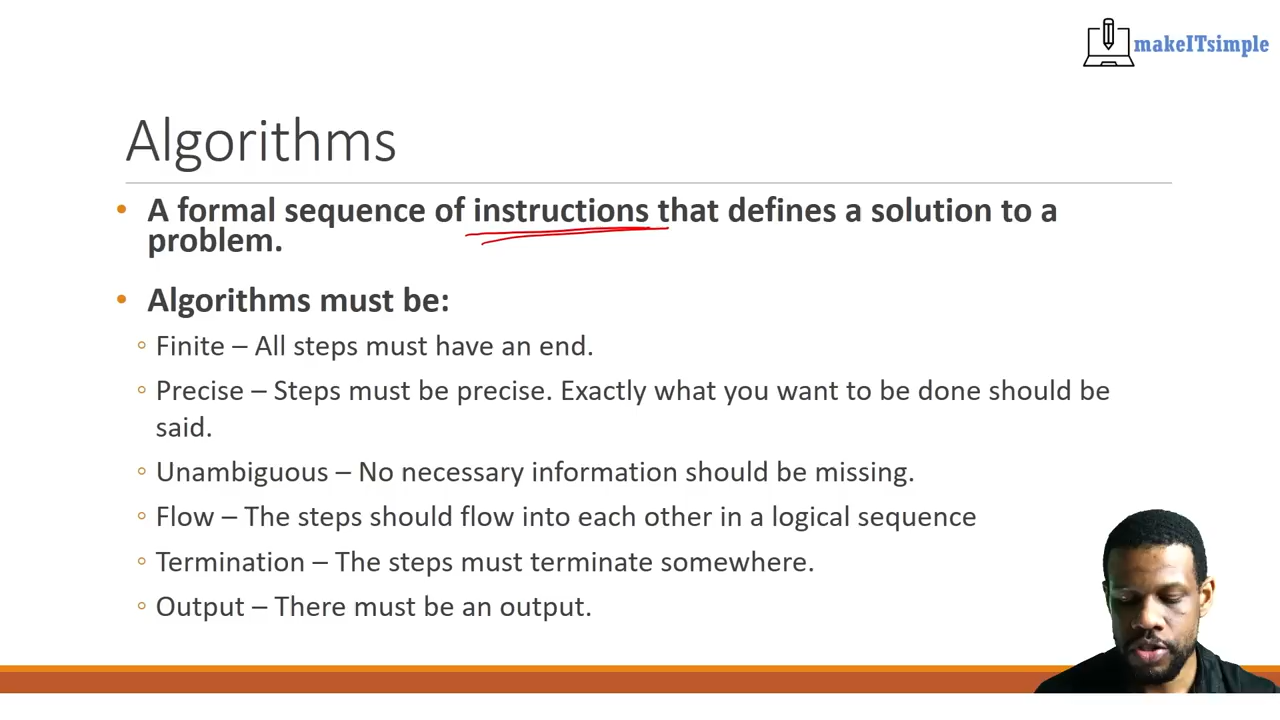 makeITsimple
Algorithms
• A formal sequence of instructions that defines a solution to a
problem.
• Algorithms must be:
◦ Finite – All steps must have an end.
◦ Precise – Steps must be precise. Exactly what you want to be done should be
said.
◦ Unambiguous – No necessary information should be missing.
◦ Flow – The steps should flow into each other in a logical sequence
◦ Termination – The steps must terminate somewhere.
◦ Output – There must be an output.